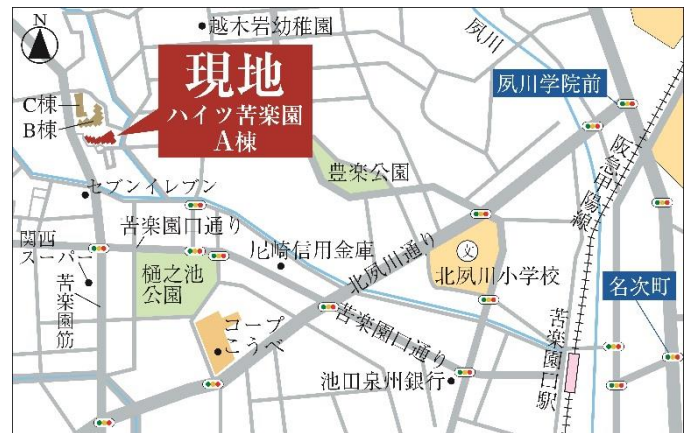 N
越木岩幼稚園
夙川
現地
ハイツ苦楽園
A棟
C棟
B棟
夙川学院前
阪急甲陽線
豊楽公園
セブンイレブン
苦楽園口通り
関西
スーパー
苦楽園筋
樋之池
公園
尾崎信用金庫
北夙川通り
文
北夙川小学校
名次町
コープ
こうべ
苦楽園口通り
池田泉州銀行
苦楽園口駅